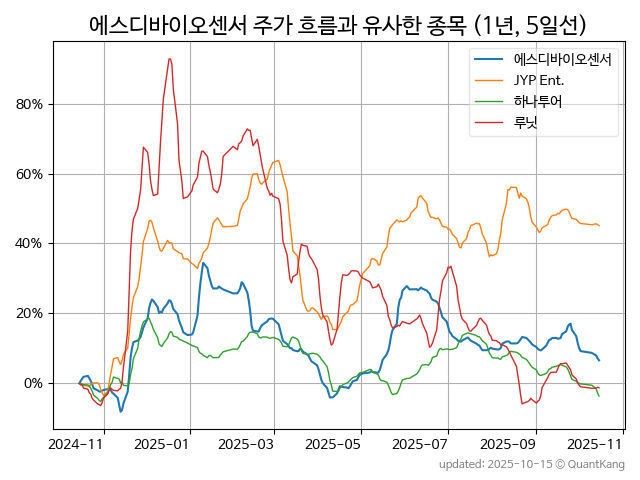 에스디바이오센서 주가 흐름과 유사한 종목 (1년, 5일선)
에스디바이오센서
JYP Ent.
하나투어
루닛
80%
60%
40%
20%
0%
2024-11 2025-01 2025-03 2025-05 2025-07 2025-09 2025-11
updated: 2025-10-15 © QuantKang